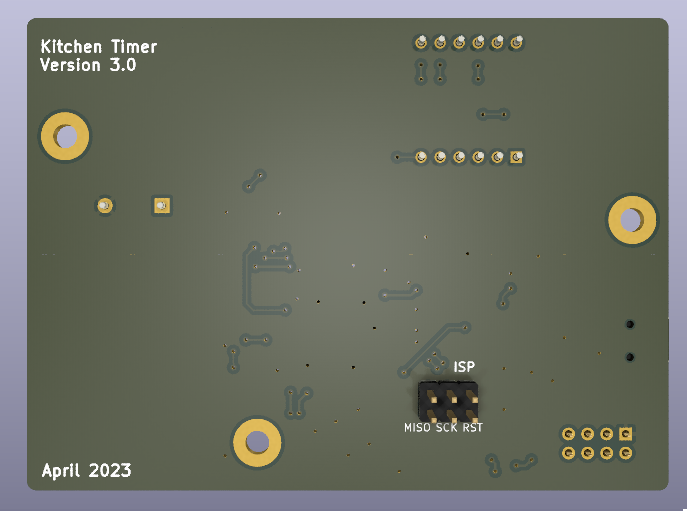 Kitchen Timer
Version 3.0
ISP
MISO SCK RST
April 2023